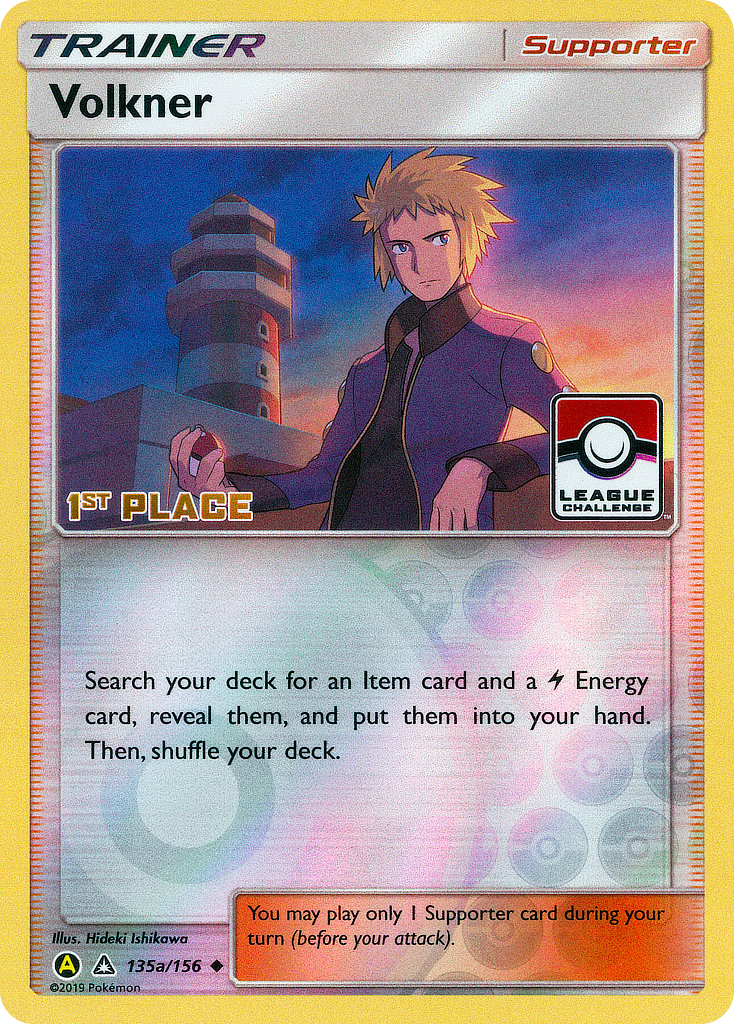 TRAINER
Supporter
Volkner
1ST PLACE
LEAGUE
CHALLENGE
TM
Search your deck for an Item card and a Energy
card, reveal them, and put them into your hand.
Then, shuffle your deck.
You may play only 1 Supporter card during your
turn (before your attack).
Illus. Hideki Ishikawa
A 135a/156
©2019 Pokémon